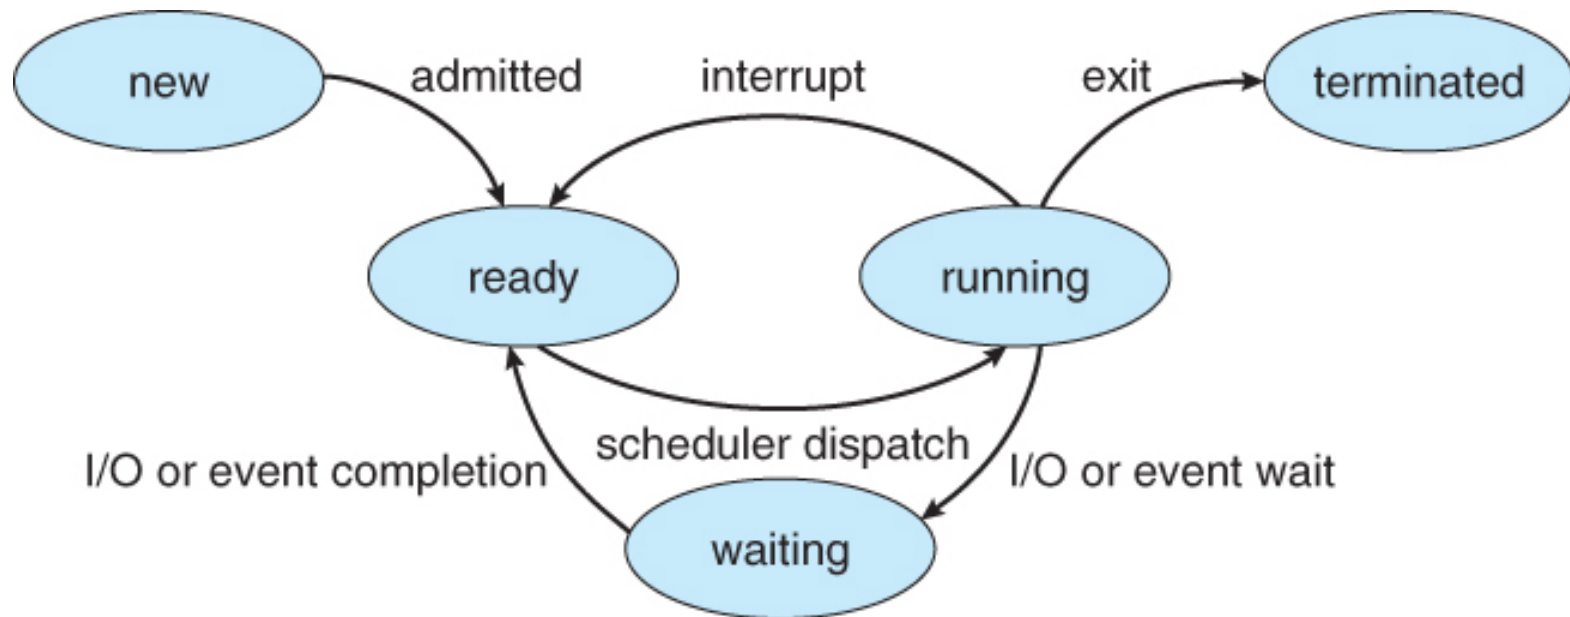 new
admitted
interrupt
exit
terminated
ready
running
scheduler dispatch
I/O or event completion
I/O or event wait
waiting